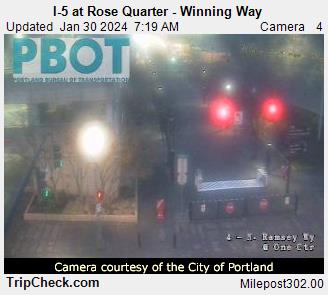 I-5 at Rose Quarter - Winning Way
Updated Jan 30 2024 7:19 AM Camera 4
PBOT
PORTLAND BUREAU OF TRANSPORTATION
4 - N. Ramsey Wy
@ One Ctr
Camera courtesy of the City of Portland
TripCheck.com Milepost302.00